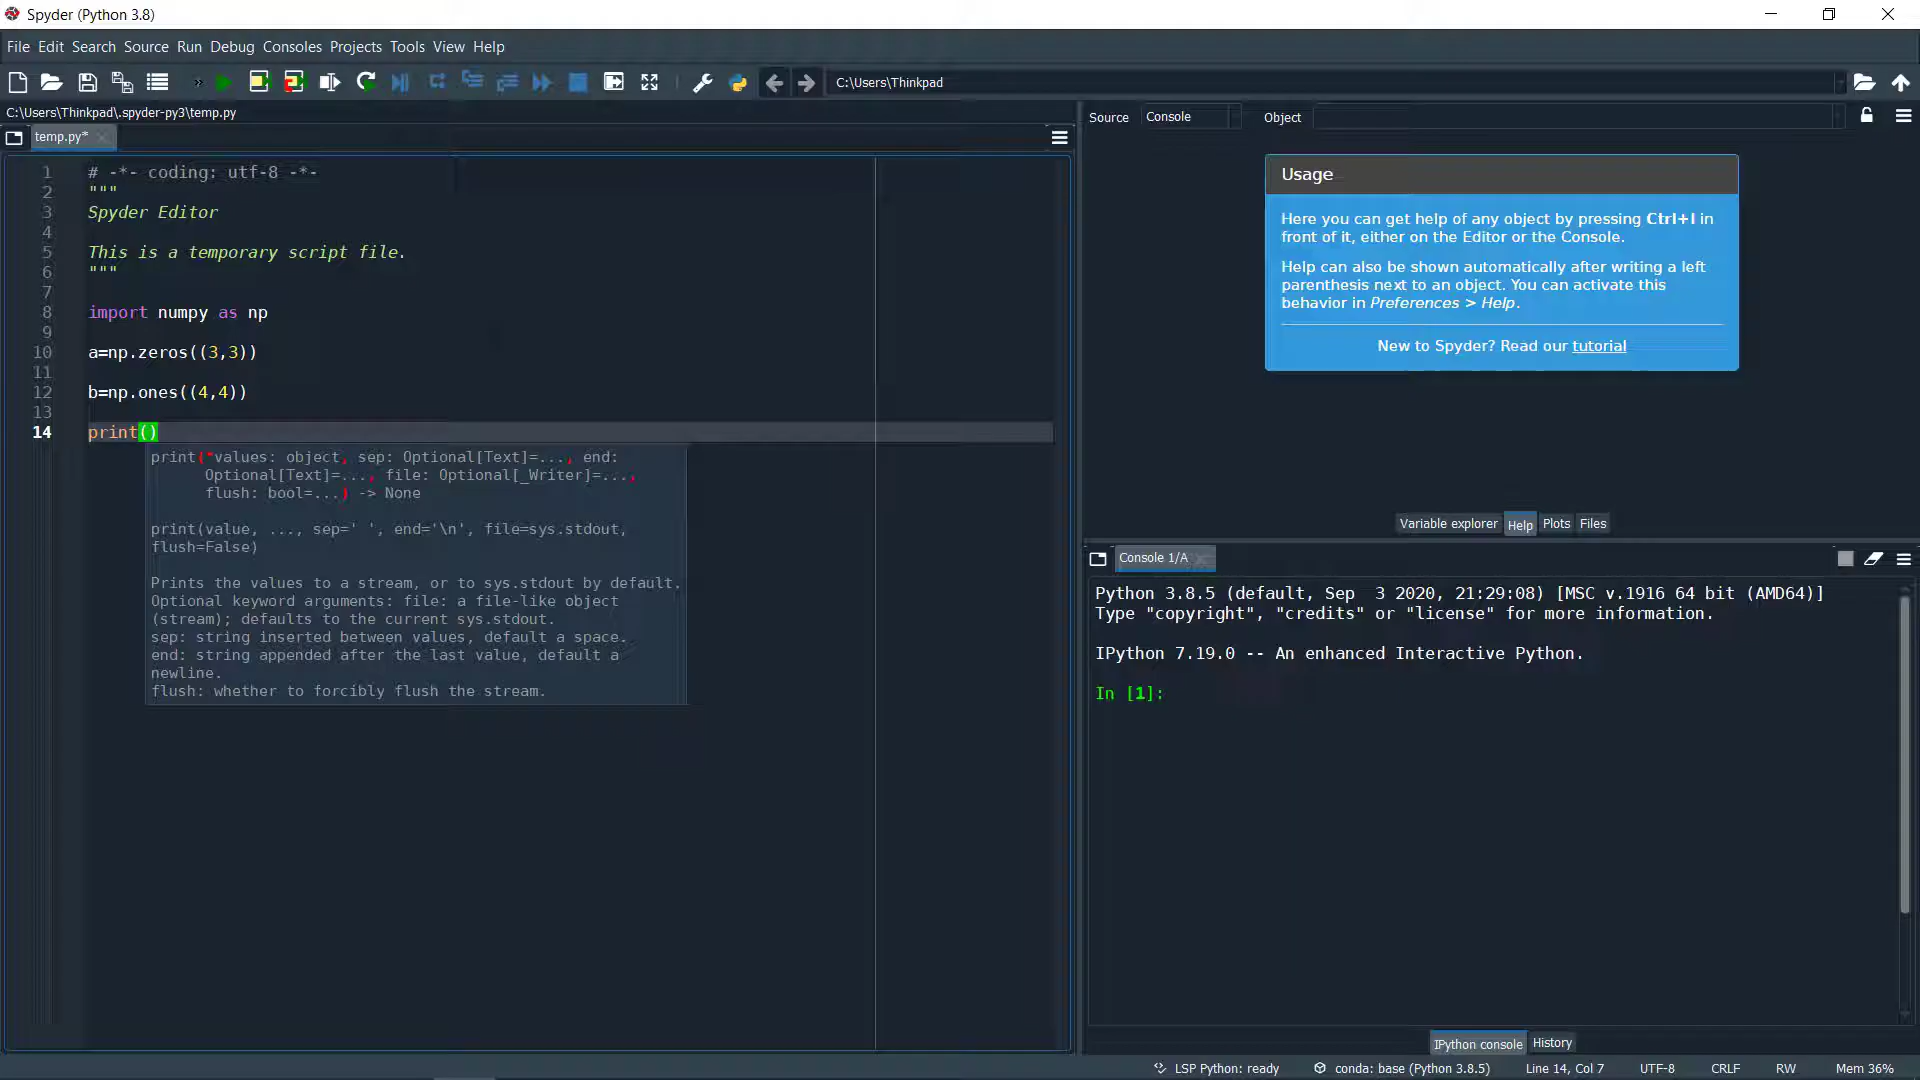 Spyder (Python 3.8)
File Edit Search Source Run Debug Consoles Projects Tools View Help
C:\Users\Thinkpad
C:\Users\Thinkpad\.spyder-py3\temp.py
temp.py*
1 # -*- coding: utf-8 -*-
2 """
3 Spyder Editor
4
5 This is a temporary script file.
6 """
7
8 import numpy as np
9
10 a=np.zeros((3,3))
11
12 b=np.ones((4,4))
13
14 print()
print(*values: object, sep: Optional[Text]=..., end:
Optional[Text]=..., file: Optional[_Writer]=...,
flush: bool=...) -> None
print(value, ..., sep=' ', end='\n', file=sys.stdout,
flush=False)
Prints the values to a stream, or to sys.stdout by default.
Optional keyword arguments: file: a file-like object
(stream); defaults to the current sys.stdout.
sep: string inserted between values, default a space.
end: string appended after the last value, default a
newline.
flush: whether to forcibly flush the stream.
Source Console Object
Usage
Here you can get help of any object by pressing Ctrl+I in
front of it, either on the Editor or the Console.
Help can also be shown automatically after writing a left
parenthesis next to an object. You can activate this
behavior in Preferences > Help.
New to Spyder? Read our tutorial
Variable explorer Help Plots Files
Console 1/A
Python 3.8.5 (default, Sep  3 2020, 21:29:08) [MSC v.1916 64 bit (AMD64)]
Type "copyright", "credits" or "license" for more information.
IPython 7.19.0 -- An enhanced Interactive Python.
In [1]:
IPython console History
LSP Python: ready conda: base (Python 3.8.5) Line 14, Col 7 UTF-8 CRLF RW Mem 36%